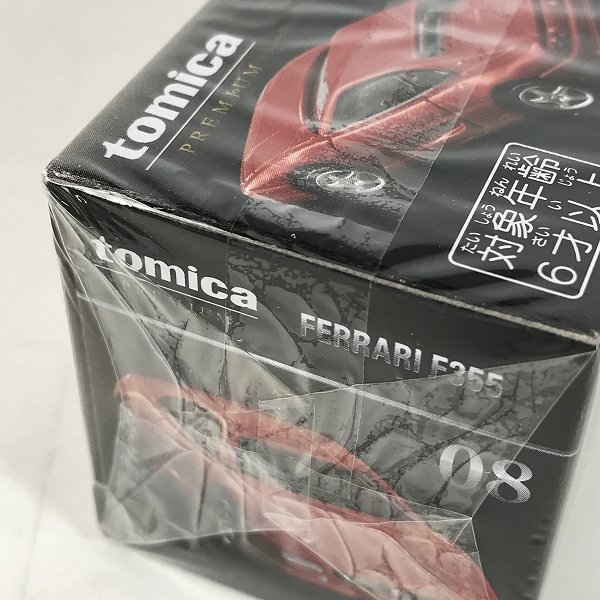 tomica
PREMIUM
たいしょうねんれい
対象年齢
さいいじょう
6才以上
tomica
PREMIUM
FERRARI F355
08